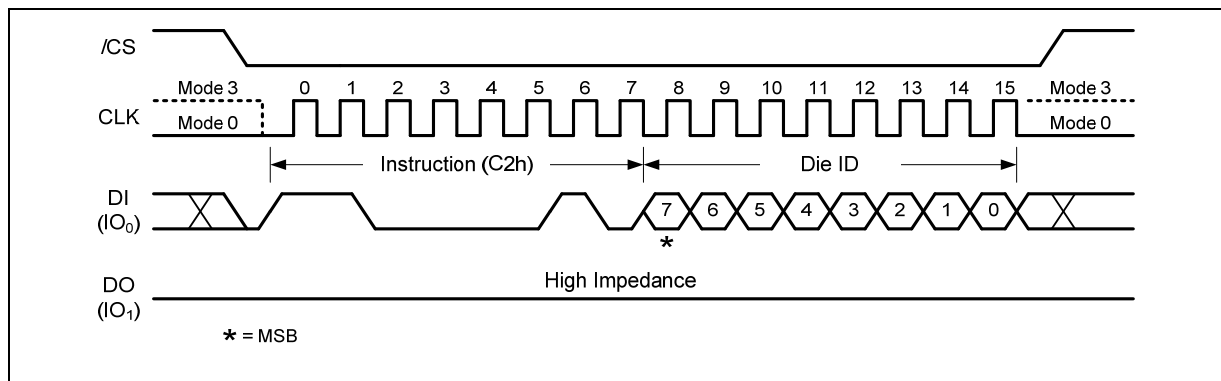 /CS
Mode 3 0 1 2 3 4 5 6 7 8 9 10 11 12 13 14 15 Mode 3
CLK
Mode 0 Mode 0
Instruction (C2h) Die ID
DI
(IO₀)
7 6 5 4 3 2 1 0
*
High Impedance
DO
(IO₁)
* = MSB